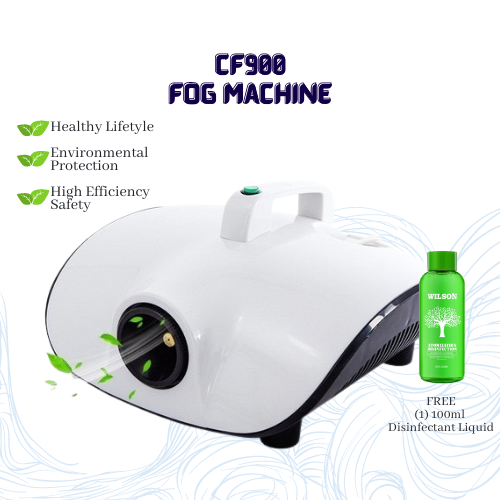 CF900
FOG MACHINE
Healthy Lifetyle
Environmental
Protection
High Efficiency
Safety
WILSON
FREE
(1) 100ml
Disinfectant Liquid